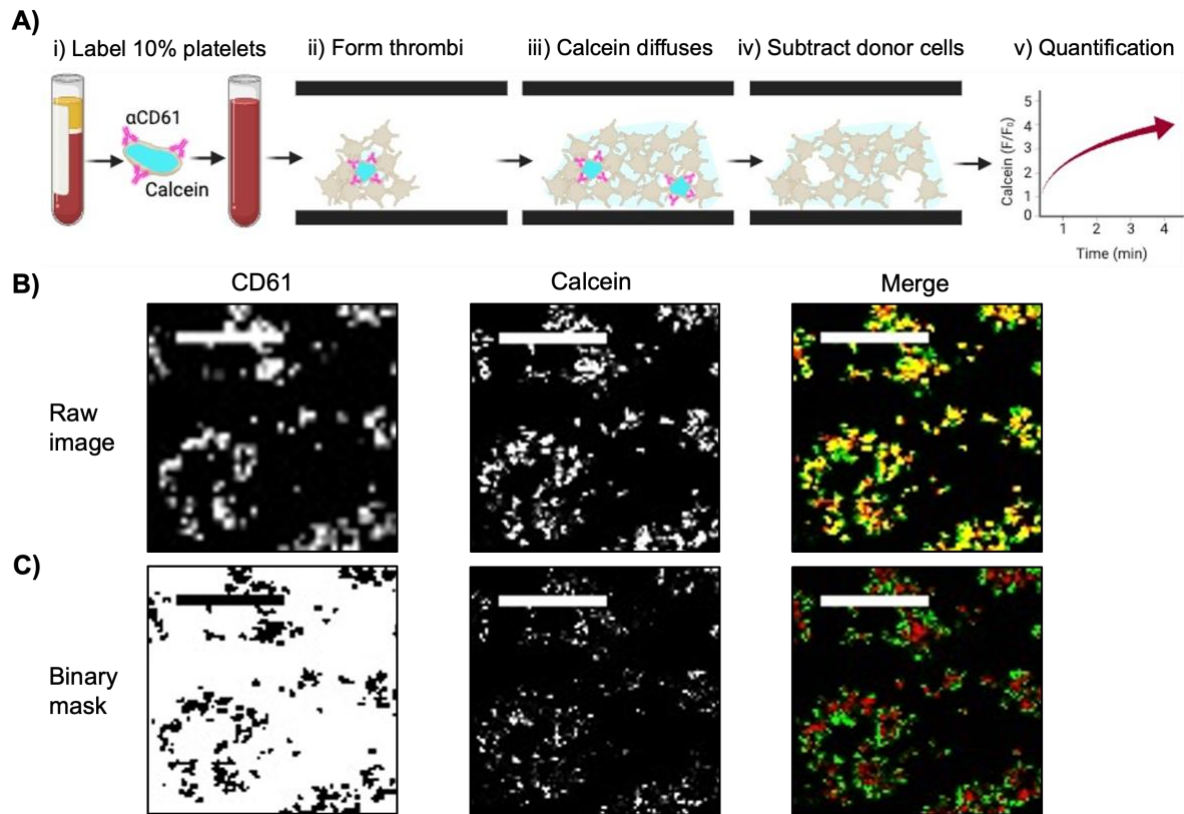 A)
i) Label 10% platelets
ii) Form thrombi
iii) Calcein diffuses
iv) Subtract donor cells
v) Quantification
αCD61
Calcein
Calcein (F/F₀)
5
4
3
2
1
0
1 2 3 4
Time (min)
B)
CD61
Calcein
Merge
Raw
image
C)
Binary
mask